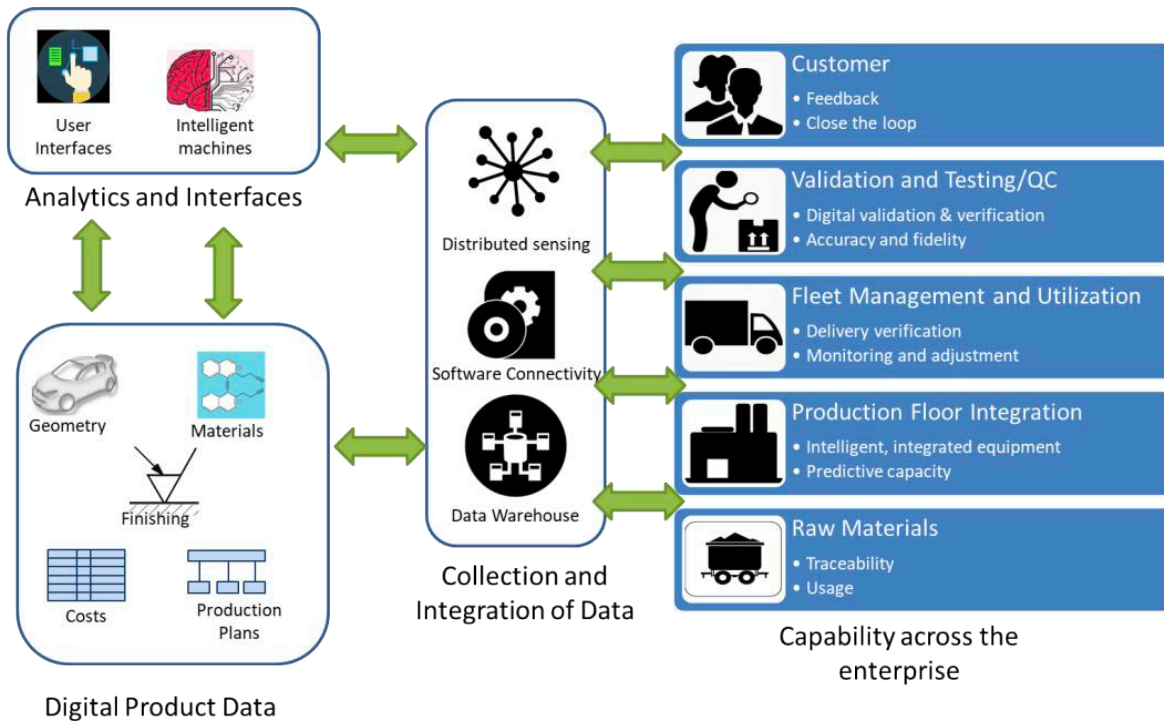 User
Interfaces
Intelligent
machines
Analytics and Interfaces
Geometry
Materials
Finishing
Costs
Production
Plans
Digital Product Data
Distributed sensing
Software Connectivity
Data Warehouse
Collection and
Integration of Data
Customer
• Feedback
• Close the loop
Validation and Testing/QC
• Digital validation & verification
• Accuracy and fidelity
Fleet Management and Utilization
• Delivery verification
• Monitoring and adjustment
Production Floor Integration
• Intelligent, integrated equipment
• Predictive capacity
Raw Materials
• Traceability
• Usage
Capability across the
enterprise